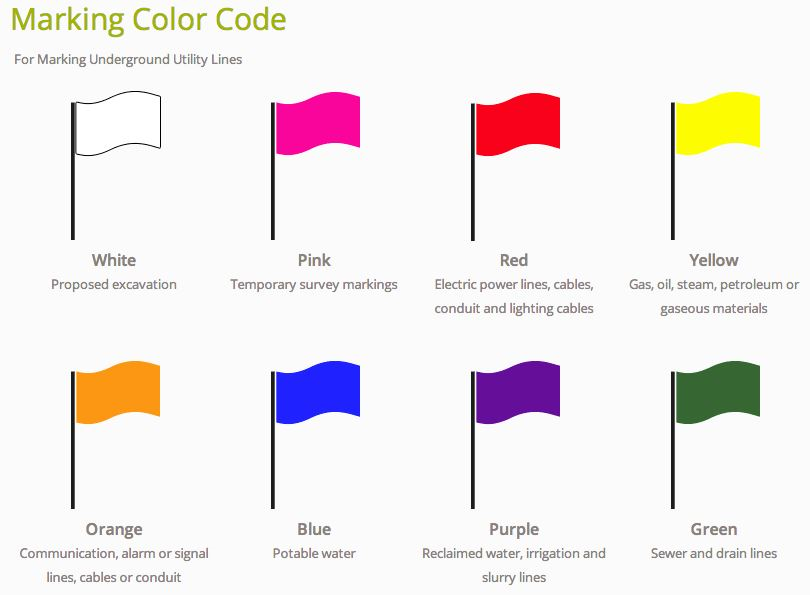 Marking Color Code
For Marking Underground Utility Lines
White
Proposed excavation
Pink
Temporary survey markings
Red
Electric power lines, cables,
conduit and lighting cables
Yellow
Gas, oil, steam, petroleum or
gaseous materials
Orange
Communication, alarm or signal
lines, cables or conduit
Blue
Potable water
Purple
Reclaimed water, irrigation and
slurry lines
Green
Sewer and drain lines